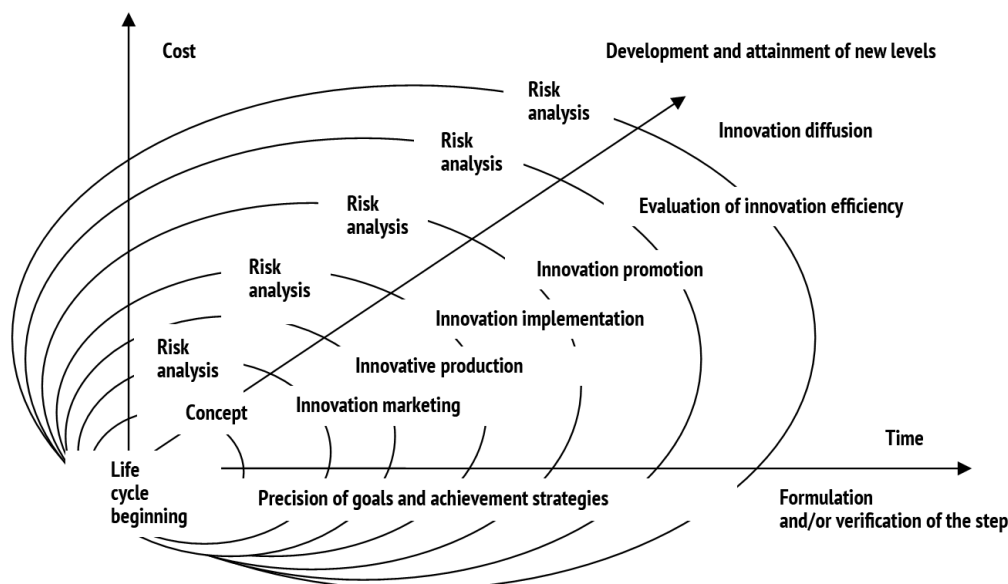 Cost
Development and attainment of new levels
Risk
analysis
Innovation diffusion
Risk
analysis
Evaluation of innovation efficiency
Risk
analysis
Innovation promotion
Risk
analysis
Innovation implementation
Risk
analysis
Innovative production
Concept
Innovation marketing
Time
Life
cycle
beginning
Precision of goals and achievement strategies
Formulation
and/or verification of the step